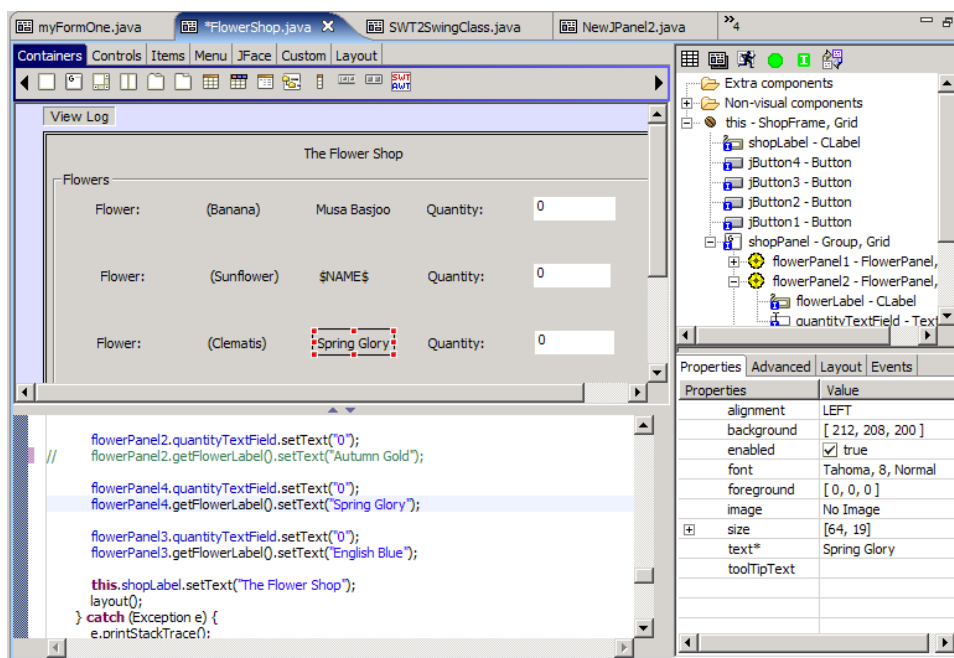 myFormOne.java *FlowerShop.java SWT2SwingClass.java NewJPanel2.java »4
Containers Controls Items Menu JFace Custom Layout
SWT
AWT
View Log
The Flower Shop
Flowers
Flower: (Banana) Musa Basjoo Quantity: 0
Flower: (Sunflower) $NAME$ Quantity: 0
Flower: (Clematis) Spring Glory Quantity: 0
flowerPanel2.quantityTextField.setText("0");
// flowerPanel2.getFlowerLabel().setText("Autumn Gold");
flowerPanel4.quantityTextField.setText("0");
flowerPanel4.getFlowerLabel().setText("Spring Glory");
flowerPanel3.quantityTextField.setText("0");
flowerPanel3.getFlowerLabel().setText("English Blue");
this.shopLabel.setText("The Flower Shop");
layout();
} catch (Exception e) {
e.printStackTrace();
Extra components
Non-visual components
this - ShopFrame, Grid
shopLabel - CLabel
jButton4 - Button
jButton3 - Button
jButton2 - Button
jButton1 - Button
shopPanel - Group, Grid
flowerPanel1 - FlowerPanel,
flowerPanel2 - FlowerPanel,
flowerLabel - CLabel
quantityTextField - Text
Properties Advanced Layout Events
Properties Value
alignment LEFT
background [ 212, 208, 200 ]
enabled true
font Tahoma, 8, Normal
foreground [ 0, 0, 0 ]
image No Image
size [64, 19]
text* Spring Glory
toolTipText